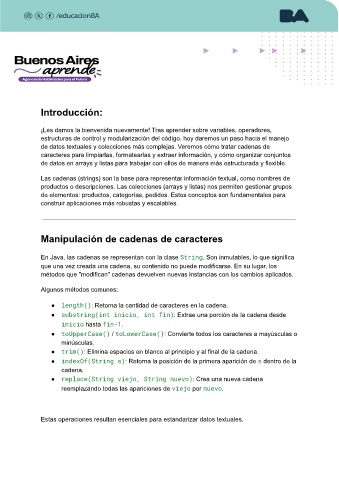 /educacionBA
BA
Buenos Aires
aprende
Agencia de Habilidades para el Futuro
Introducción:
¡Les damos la bienvenida nuevamente! Tras aprender sobre variables, operadores,
estructuras de control y modularización del código, hoy daremos un paso hacia el manejo
de datos textuales y colecciones más complejas. Veremos cómo tratar cadenas de
caracteres para limpiarlas, formatearlas y extraer información, y cómo organizar conjuntos
de datos en arrays y listas para trabajar con ellos de manera más estructurada y flexible.
Las cadenas (strings) son la base para representar información textual, como nombres de
productos o descripciones. Las colecciones (arrays y listas) nos permiten gestionar grupos
de elementos: productos, categorías, pedidos. Estos conceptos son fundamentales para
construir aplicaciones más robustas y escalables.
Manipulación de cadenas de caracteres
En Java, las cadenas se representan con la clase String. Son inmutables, lo que significa
que una vez creada una cadena, su contenido no puede modificarse. En su lugar, los
métodos que "modifican" cadenas devuelven nuevas instancias con los cambios aplicados.
Algunos métodos comunes:
● length(): Retorna la cantidad de caracteres en la cadena.
● substring(int inicio, int fin): Extrae una porción de la cadena desde
inicio hasta fin-1.
● toUpperCase() / toLowerCase(): Convierte todos los caracteres a mayúsculas o
minúsculas.
● trim(): Elimina espacios en blanco al principio y al final de la cadena.
● indexOf(String s): Retorna la posición de la primera aparición de s dentro de la
cadena.
● replace(String viejo, String nuevo): Crea una nueva cadena
reemplazando todas las apariciones de viejo por nuevo.
Estas operaciones resultan esenciales para estandarizar datos textuales.